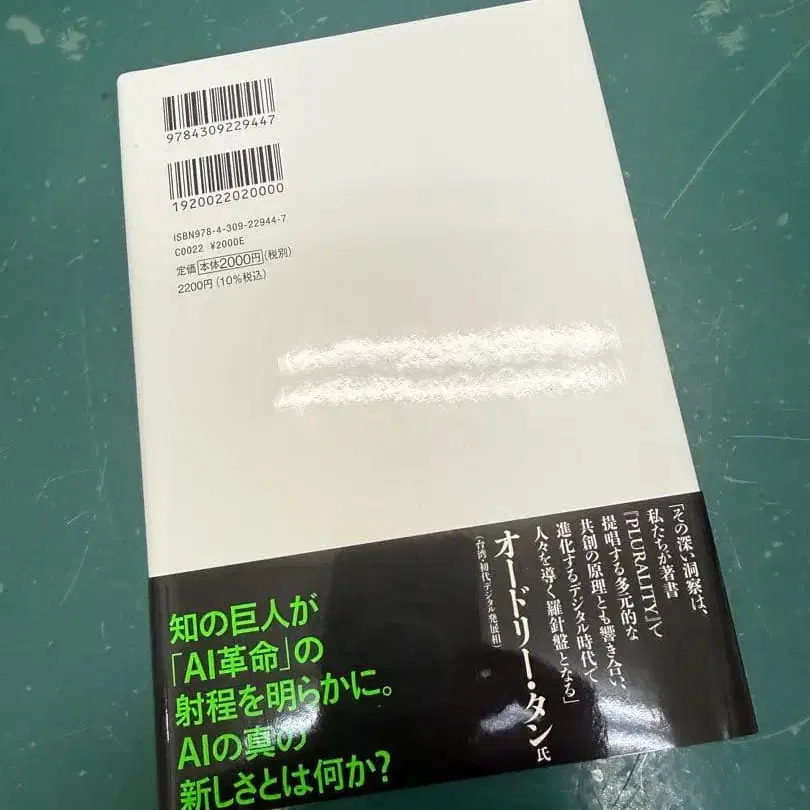 9784309229447
1920022020000
ISBN978-4-309-22944-7
C0022 ¥2000E
定価 本体2000円(税別)
2200円(10%税込)
「その深い洞察は、
私たちが著書
『PLURALITY』で
提唱する多元的な
共創の原理とも響き合い、
進化するデジタル時代で
人々を導く羅針盤となる」
オードリー・タン氏
(台湾・初代デジタル発展相)
知の巨人が
「AI革命」の
射程を明らかに。
AIの真の
新しさとは何か?